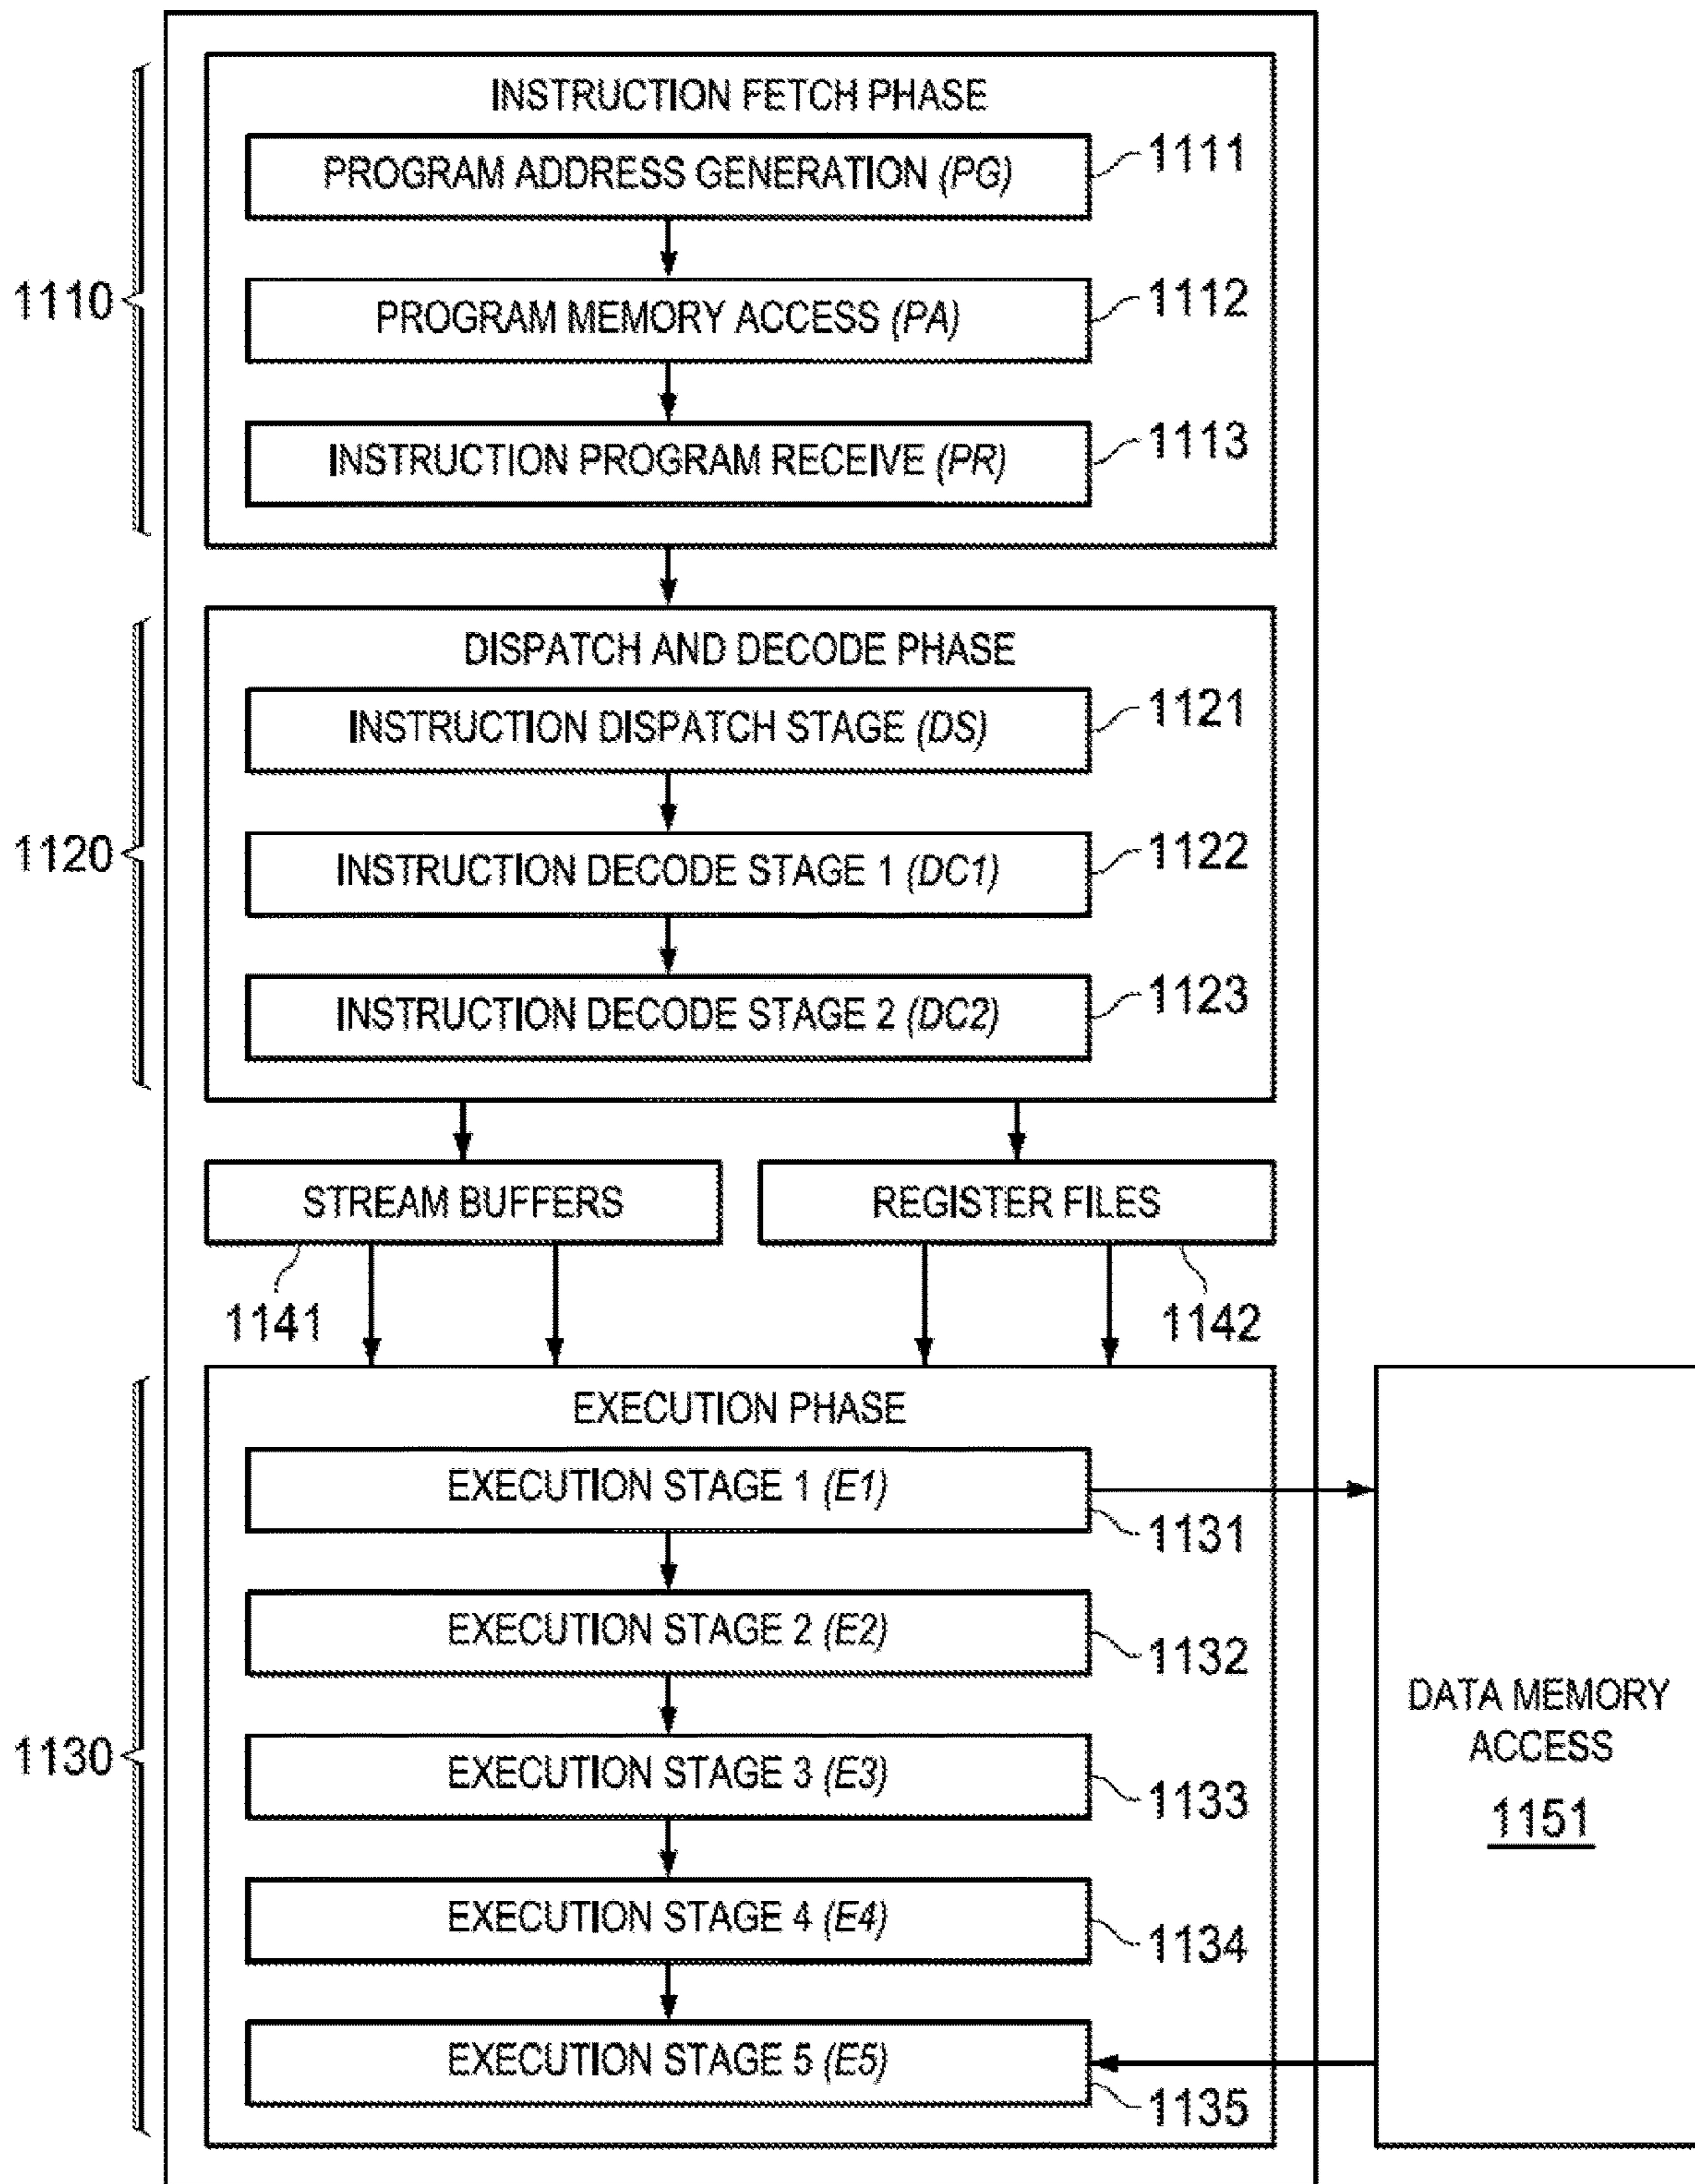 INSTRUCTION FETCH PHASE
PROGRAM ADDRESS GENERATION (PG)
1111
1110
PROGRAM MEMORY ACCESS (PA)
1112
INSTRUCTION PROGRAM RECEIVE (PR)
1113
DISPATCH AND DECODE PHASE
INSTRUCTION DISPATCH STAGE (DS)
1121
1120
INSTRUCTION DECODE STAGE 1 (DC1)
1122
INSTRUCTION DECODE STAGE 2 (DC2)
1123
STREAM BUFFERS
REGISTER FILES
1141
1142
EXECUTION PHASE
EXECUTION STAGE 1 (E1)
1131
EXECUTION STAGE 2 (E2)
1132
1130
EXECUTION STAGE 3 (E3)
1133
EXECUTION STAGE 4 (E4)
1134
EXECUTION STAGE 5 (E5)
1135
DATA MEMORY
ACCESS
1151